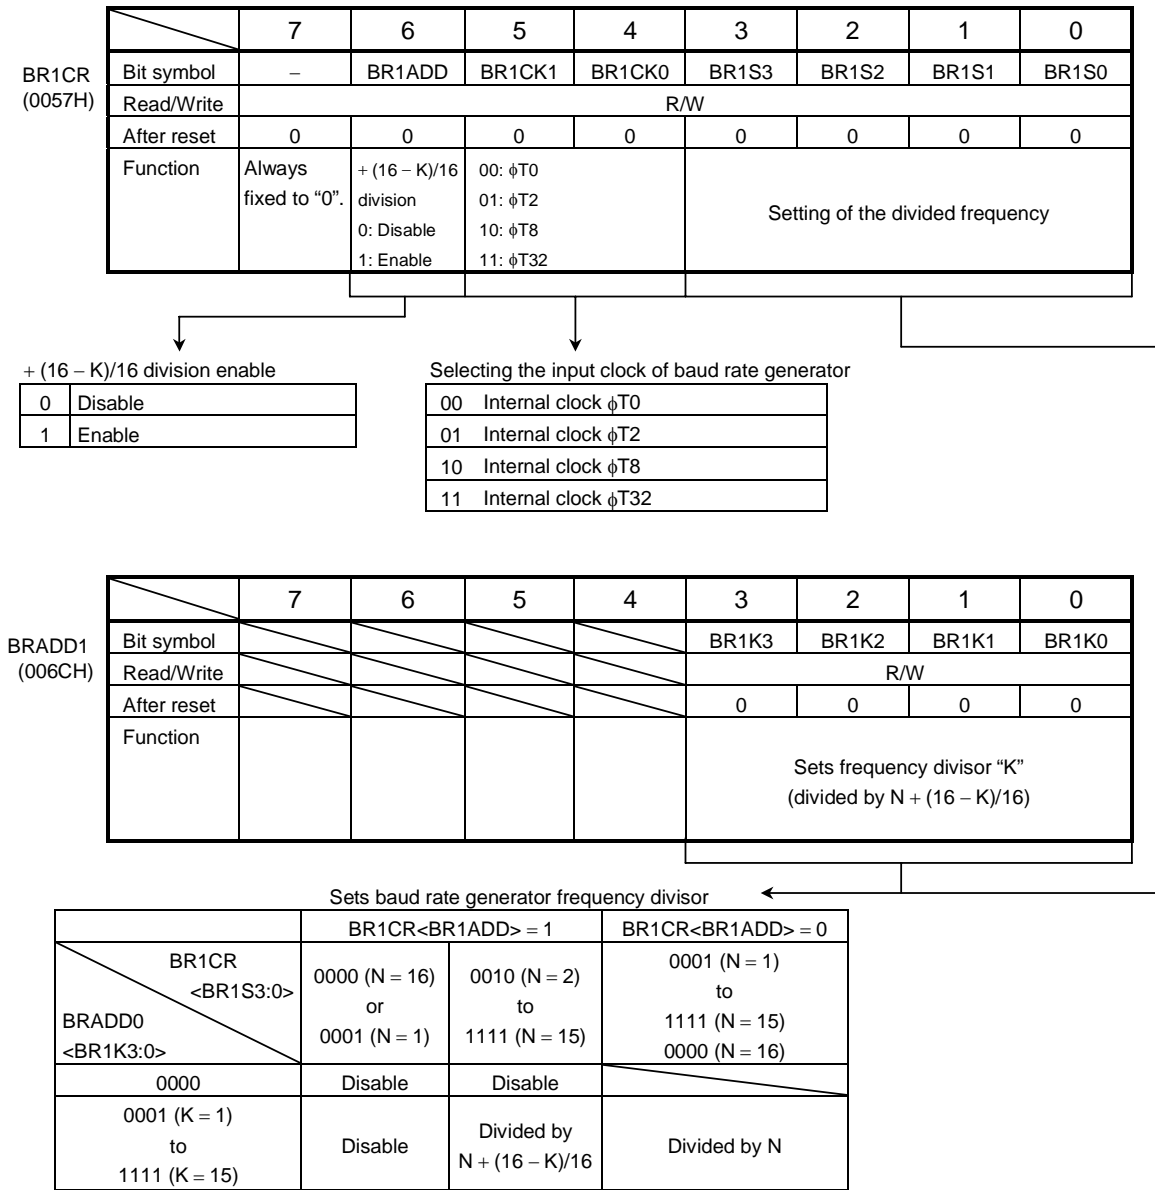 7 6 5 4 3 2 1 0
BR1CR
(0057H)
Bit symbol – BR1ADD BR1CK1 BR1CK0 BR1S3 BR1S2 BR1S1 BR1S0
Read/Write R/W
After reset 0 0 0 0 0 0 0 0
Function Always + (16 − K)/16 00: ϕT0
fixed to “0”. division 01: ϕT2
Setting of the divided frequency
0: Disable 10: ϕT8
1: Enable 11: ϕT32
+ (16 − K)/16 division enable
0 Disable
1 Enable
Selecting the input clock of baud rate generator
00 Internal clock ϕT0
01 Internal clock ϕT2
10 Internal clock ϕT8
11 Internal clock ϕT32
7 6 5 4 3 2 1 0
BRADD1
(006CH)
Bit symbol BR1K3 BR1K2 BR1K1 BR1K0
Read/Write R/W
After reset 0 0 0 0
Function
Sets frequency divisor “K”
(divided by N + (16 − K)/16)
Sets baud rate generator frequency divisor
BR1CR<BR1ADD> = 1 BR1CR<BR1ADD> = 0
BR1CR
<BR1S3:0>
BRADD0
<BR1K3:0>
0000 (N = 16)
or
0001 (N = 1)
0010 (N = 2)
to
1111 (N = 15)
0001 (N = 1)
to
1111 (N = 15)
0000 (N = 16)
0000 Disable Disable
0001 (K = 1)
to
1111 (K = 15)
Disable
Divided by
N + (16 − K)/16
Divided by N